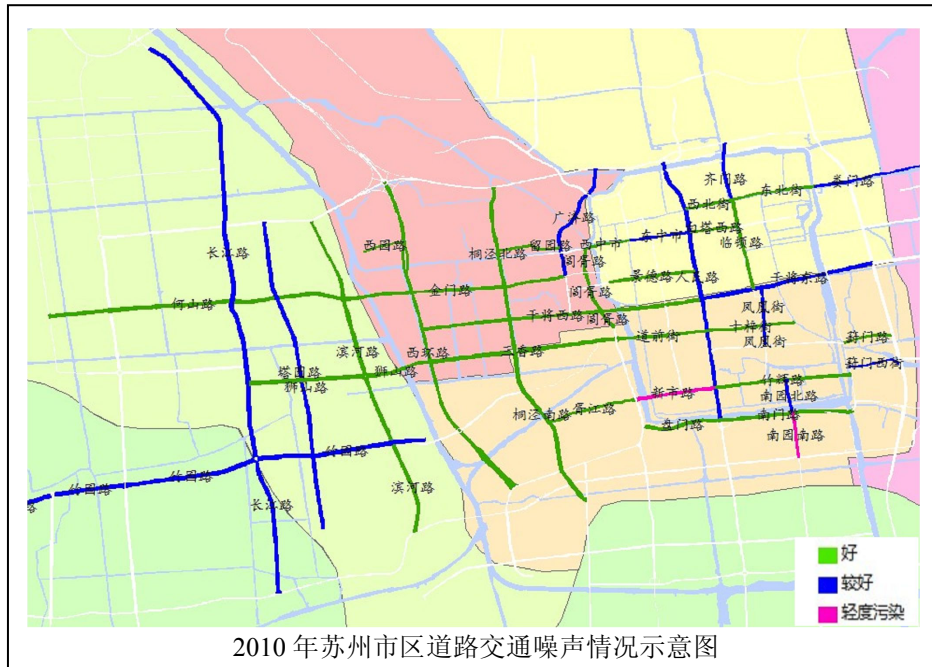 齐门路
东北街
娄门路
西北街
广济路
白塔西路
东中市
临顿路
留园路
西中市
西园路
桐泾北路
长江路
阊胥路
景德路
人民路
干将东路
金门路
阊胥路
何山路
凤凰街
干将西路
阊胥路
十梓街
滨河路
道前街
凤凰街
葑门路
西环路
三香路
葑门西街
塔园路
狮山路
狮山路
竹辉路
新市路
南园北路
桐泾南路
胥江路
南门路
盘门路
南园南路
竹园路
竹园路
竹园路
滨河路
长江路
路
好
较好
轻度污染
2010 年苏州市区道路交通噪声情况示意图